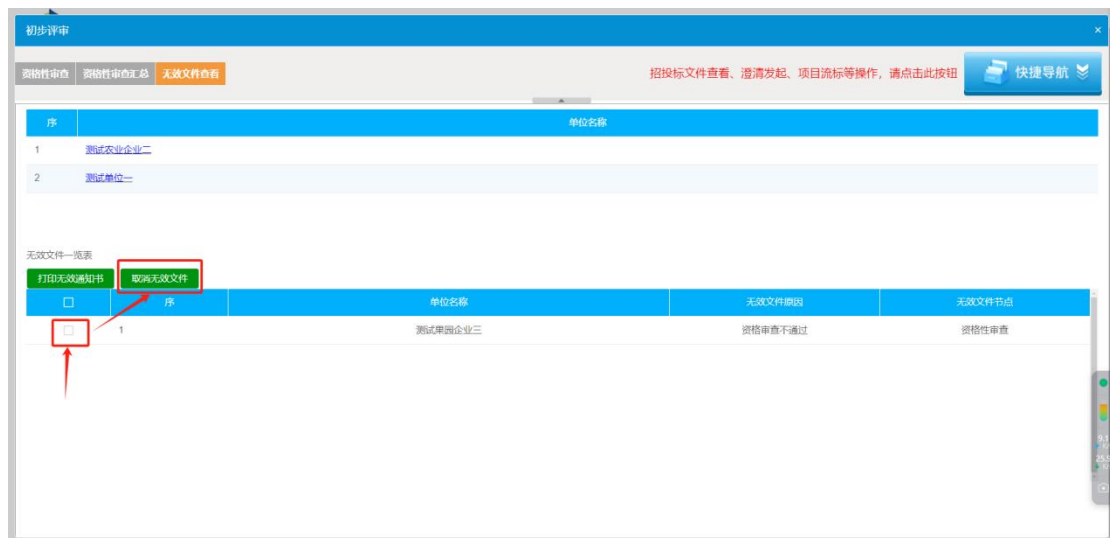 初步评审 ×
资格性审查 资格性审查汇总 无效文件查看 招投标文件查看、澄清发起、项目流标等操作，请点击此按钮 快捷导航
序 单位名称
1 测试农业企业二
2 测试单位一
无效文件一览表
打印无效通知书 取消无效文件
序 单位名称 无效文件原因 无效文件节点
1 测试果园企业三 资格审查不通过 资格性审查